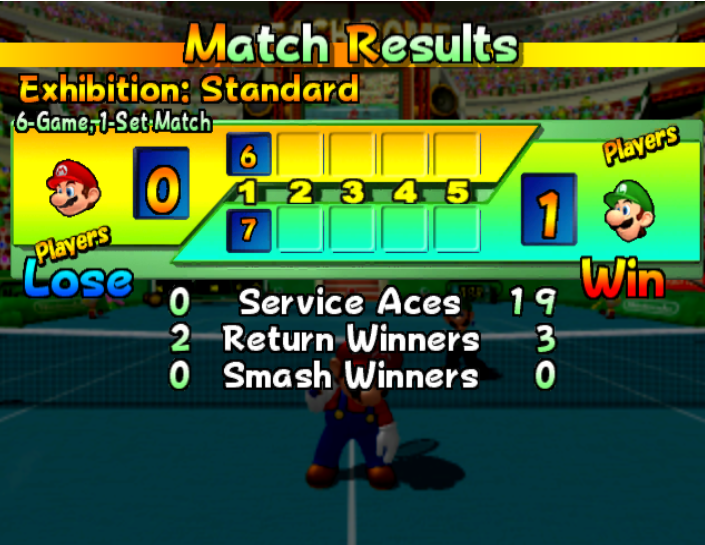 Match Results
Exhibition: Standard
6-Game, 1-Set Match
Players
0 6 1
1 2 3 4 5
7
Players
Lose Win
0 Service Aces 19
2 Return Winners 3
0 Smash Winners 0